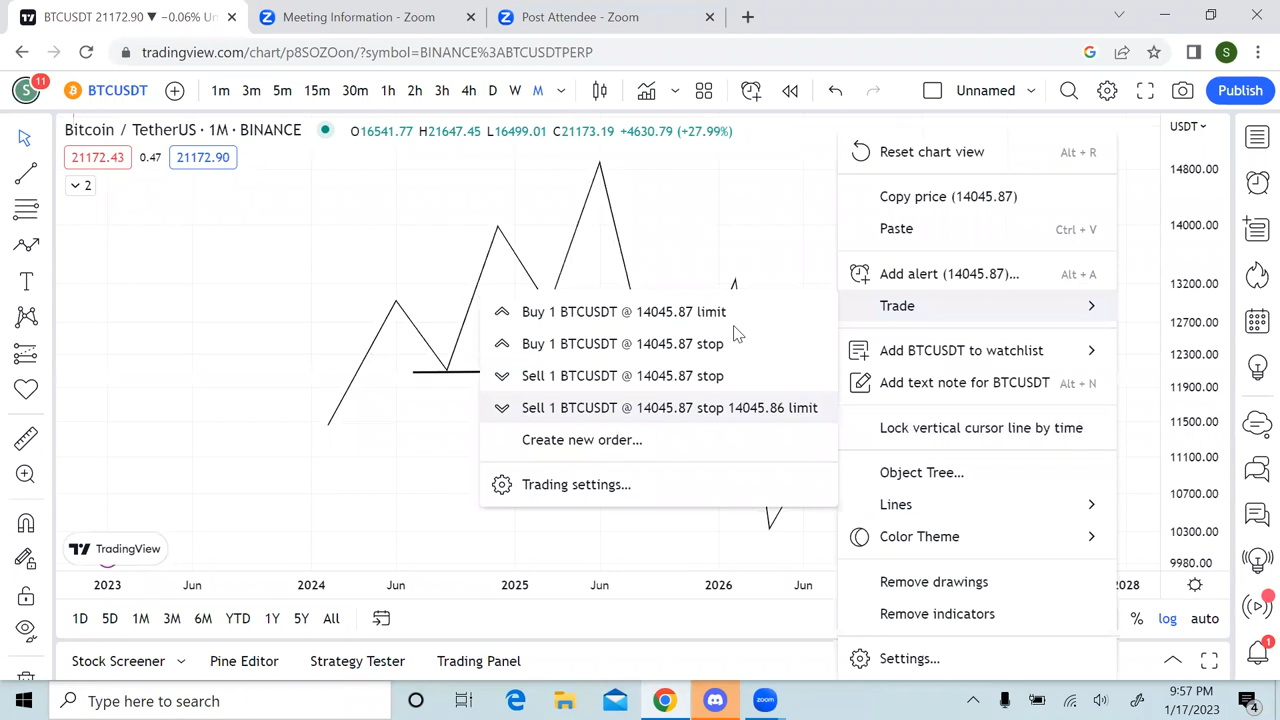 BTCUSDT 21172.90 ▼ −0.06% Un
Meeting Information - Zoom
Post Attendee - Zoom
tradingview.com/chart/p8SOZOon/?symbol=BINANCE%3ABTCUSDTPERP
S
S
11
BTCUSDT
1m 3m 5m 15m 30m 1h 2h 3h 4h D W M
Unnamed
Publish
Bitcoin / TetherUS · 1M · BINANCE
O16541.77 H21647.45 L16499.01 C21173.19 +4630.79 (+27.99%)
USDT
21172.43 0.47 21172.90
2
Reset chart view Alt + R
Copy price (14045.87)
Paste Ctrl + V
Add alert (14045.87)... Alt + A
Trade
Add BTCUSDT to watchlist
Add text note for BTCUSDT Alt + N
Lock vertical cursor line by time
Object Tree...
Lines
Color Theme
Remove drawings
Remove indicators
Settings...
Buy 1 BTCUSDT @ 14045.87 limit
Buy 1 BTCUSDT @ 14045.87 stop
Sell 1 BTCUSDT @ 14045.87 stop
Sell 1 BTCUSDT @ 14045.87 stop 14045.86 limit
Create new order...
Trading settings...
14800.00
14000.00
13200.00
12700.00
12300.00
11900.00
11500.00
11100.00
10700.00
10300.00
9980.00
TradingView
2023 Jun 2024 Jun 2025 Jun 2026 Jun 2028
1D 5D 1M 3M 6M YTD 1Y 5Y All
% log auto
1
Stock Screener Pine Editor Strategy Tester Trading Panel
Type here to search
zoom
9:57 PM
1/17/2023
4